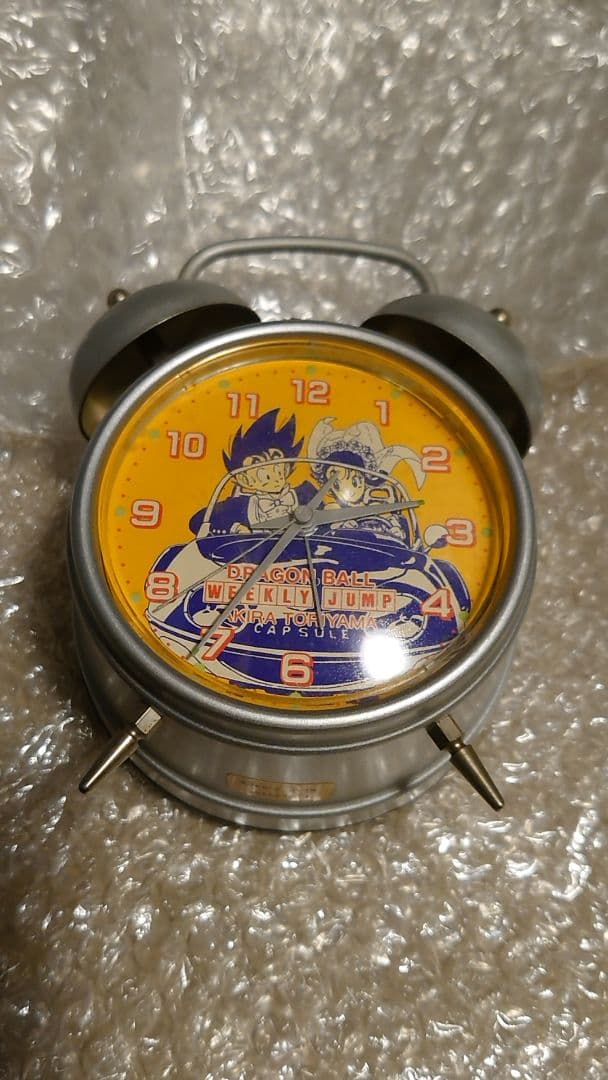 12
11 1
10 2
9 3
8 4
7 6
DRAGON BALL
WEEKLY JUMP
AKIRA TORIYAMA
CAPSULE